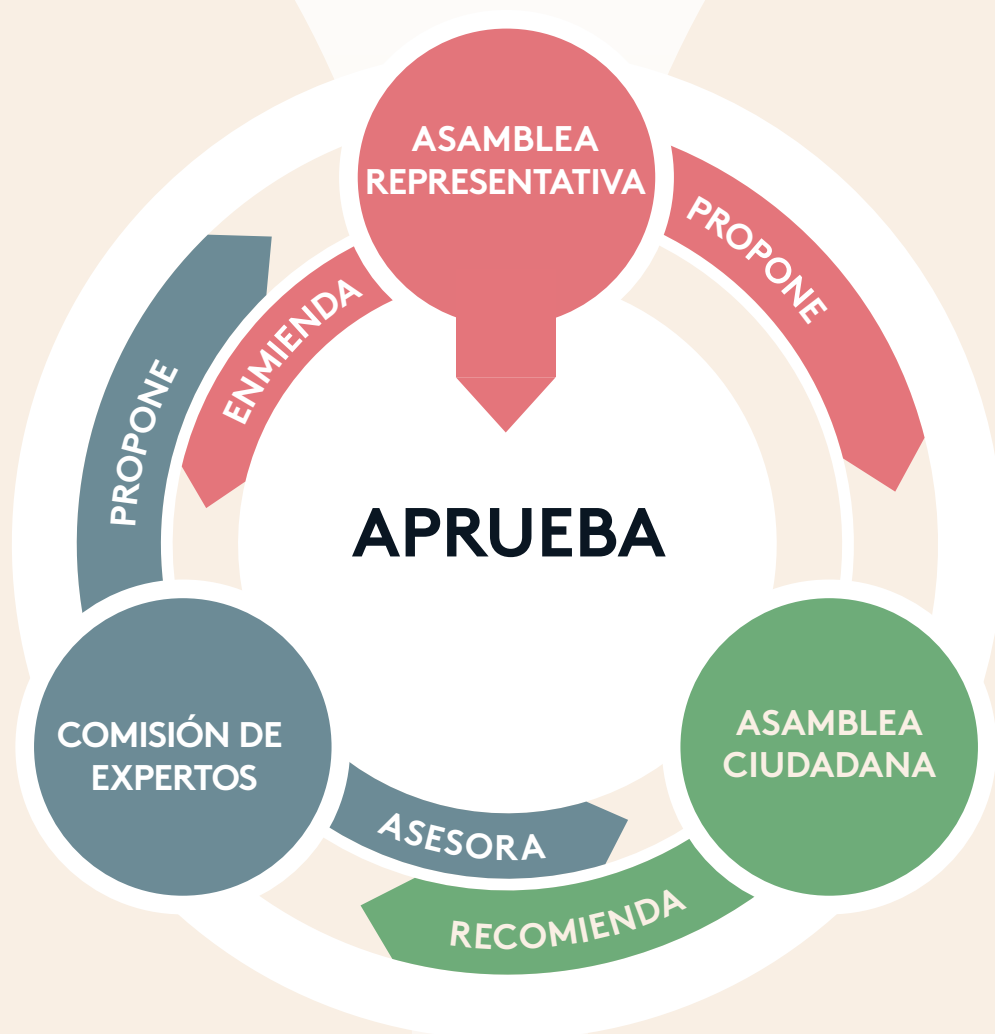 ASAMBLEA
REPRESENTATIVA
PROPONE
ENMIENDA
PROPONE
APRUEBA
COMISIÓN DE
EXPERTOS
ASAMBLEA
CIUDADANA
ASESORA
RECOMIENDA